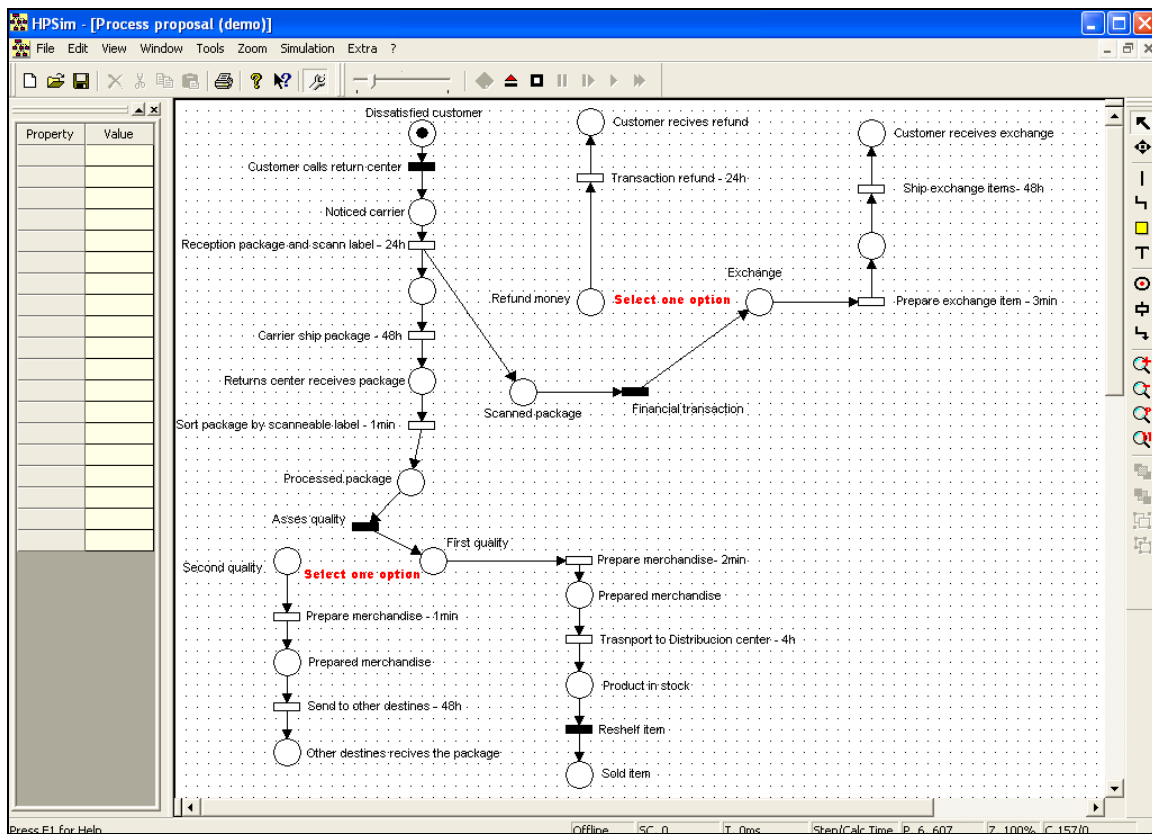 HPSim - [Process proposal (demo)]
File Edit View Window Tools Zoom Simulation Extra ?
Property Value
Dissatisfied customer
Customer calls return center
Noticed carrier
Reception package and scann label - 24h
Carrier ship package - 48h
Returns center receives package
Sort package by scanneable label - 1min
Processed package
Asses quality
Second quality
Select one option
First quality
Prepare merchandise - 1min
Prepared merchandise
Send to other destines - 48h
Other destines recives the package
Prepare merchandise- 2min
Prepared merchandise
Trasnport to Distribucion center - 4h
Product in stock
Reshelf item
Sold item
Customer recives refund
Transaction refund - 24h
Refund money
Select one option
Exchange
Scanned package
Financial transaction
Customer receives exchange
Ship exchange items- 48h
Prepare exchange item - 3min
Press F1 for Help
Offline SC. 0 T. 0ms Step/Calc Time P. 6, 607 Z. 100% C 157/0